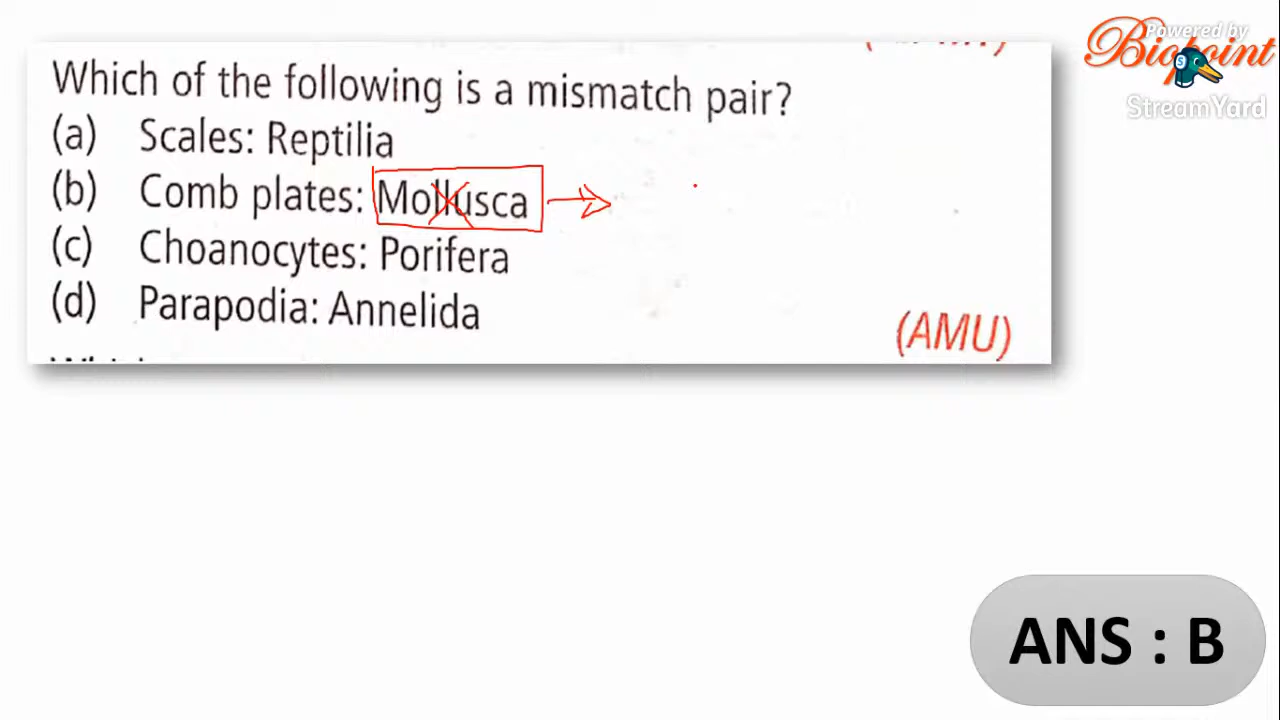 Powered by
Biopoint
StreamYard
Which of the following is a mismatch pair?
(a) Scales: Reptilia
(b) Comb plates: Mollusca
(c) Choanocytes: Porifera
(d) Parapodia: Annelida
(AMU)
ANS : B